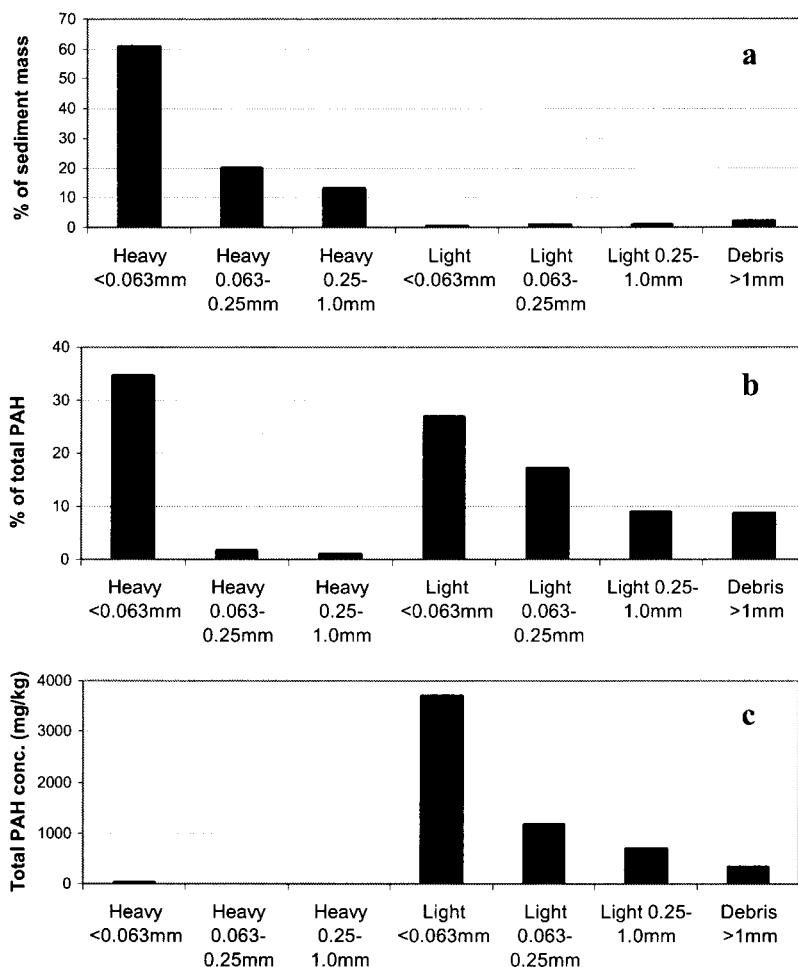 a
% of sediment mass
70
60
50
40
30
20
10
0
Heavy
<0.063mm
Heavy
0.063-
0.25mm
Heavy
0.25-
1.0mm
Light
<0.063mm
Light
0.063-
0.25mm
Light 0.25-
1.0mm
Debris
>1mm
b
% of total PAH
40
30
20
10
0
Heavy
<0.063mm
Heavy
0.063-
0.25mm
Heavy
0.25-
1.0mm
Light
<0.063mm
Light
0.063-
0.25mm
Light 0.25-
1.0mm
Debris
>1mm
c
Total PAH conc. (mg/kg)
4000
3000
2000
1000
0
Heavy
<0.063mm
Heavy
0.063-
0.25mm
Heavy
0.25-
1.0mm
Light
<0.063mm
Light
0.063-
0.25mm
Light 0.25-
1.0mm
Debris
>1mm